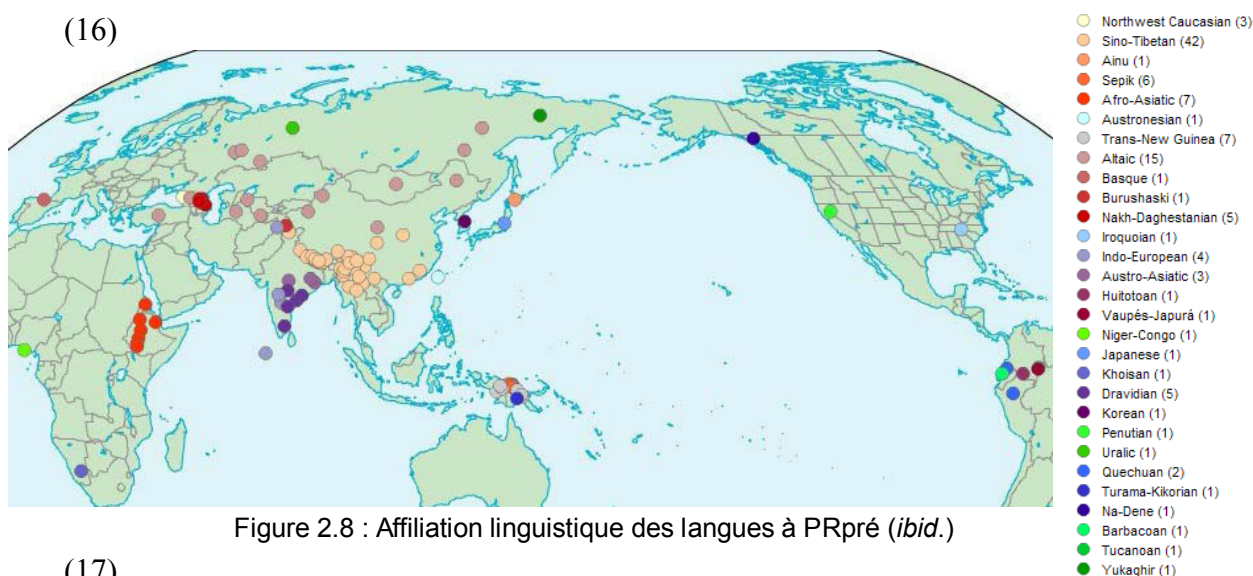 (16)
Northwest Caucasian (3)
Sino-Tibetan (42)
Ainu (1)
Sepik (6)
Afro-Asiatic (7)
Austronesian (1)
Trans-New Guinea (7)
Altaic (15)
Basque (1)
Burushaski (1)
Nakh-Daghestanian (5)
Iroquoian (1)
Indo-European (4)
Austro-Asiatic (3)
Huitotoan (1)
Vaupés-Japurá (1)
Niger-Congo (1)
Japanese (1)
Khoisan (1)
Dravidian (5)
Korean (1)
Penutian (1)
Uralic (1)
Quechuan (2)
Turama-Kikorian (1)
Na-Dene (1)
Barbacoan (1)
Tucanoan (1)
Yukaghir (1)
Figure 2.8 : Affiliation linguistique des langues à PRpré (ibid.)
(17)